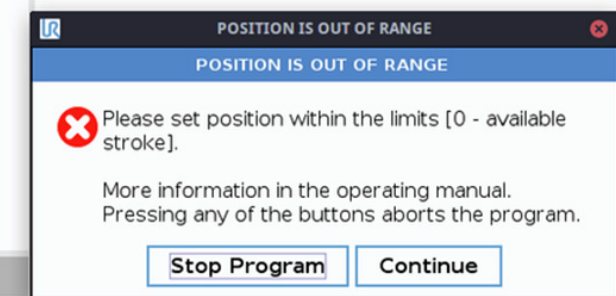 UR
POSITION IS OUT OF RANGE
POSITION IS OUT OF RANGE
Please set position within the limits [0 - available
stroke].
More information in the operating manual.
Pressing any of the buttons aborts the program.
Stop Program
Continue